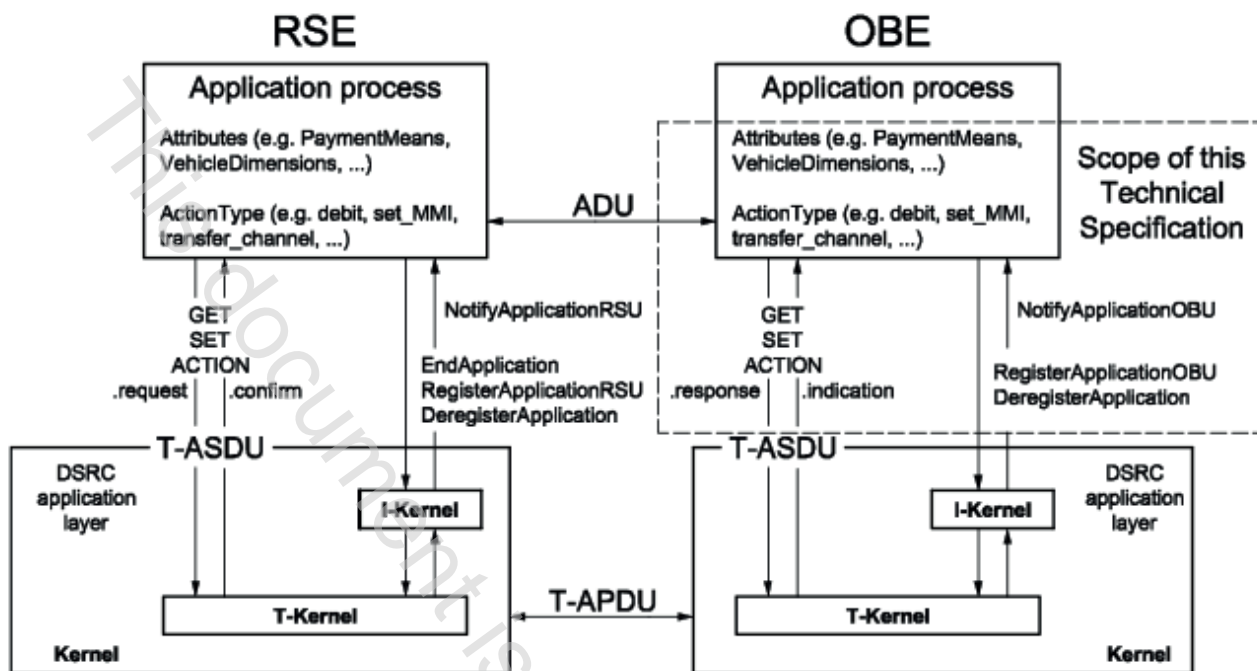 RSE
Application process
Attributes (e.g. PaymentMeans,
VehicleDimensions, ...)
ActionType (e.g. debit, set_MMI,
transfer_channel, ...)
ADU
OBE
Application process
Attributes (e.g. PaymentMeans,
VehicleDimensions, ...)
ActionType (e.g. debit, set_MMI,
transfer_channel, ...)
Scope of this
Technical
Specification
GET
SET
ACTION
.request
.confirm
NotifyApplicationRSU
EndApplication
RegisterApplicationRSU
DeregisterApplication
GET
SET
ACTION
.response
.indication
NotifyApplicationOBU
RegisterApplicationOBU
DeregisterApplication
T-ASDU
DSRC
application
layer
I-Kernel
T-Kernel
Kernel
T-APDU
T-ASDU
DSRC
application
layer
I-Kernel
T-Kernel
Kernel
This document is